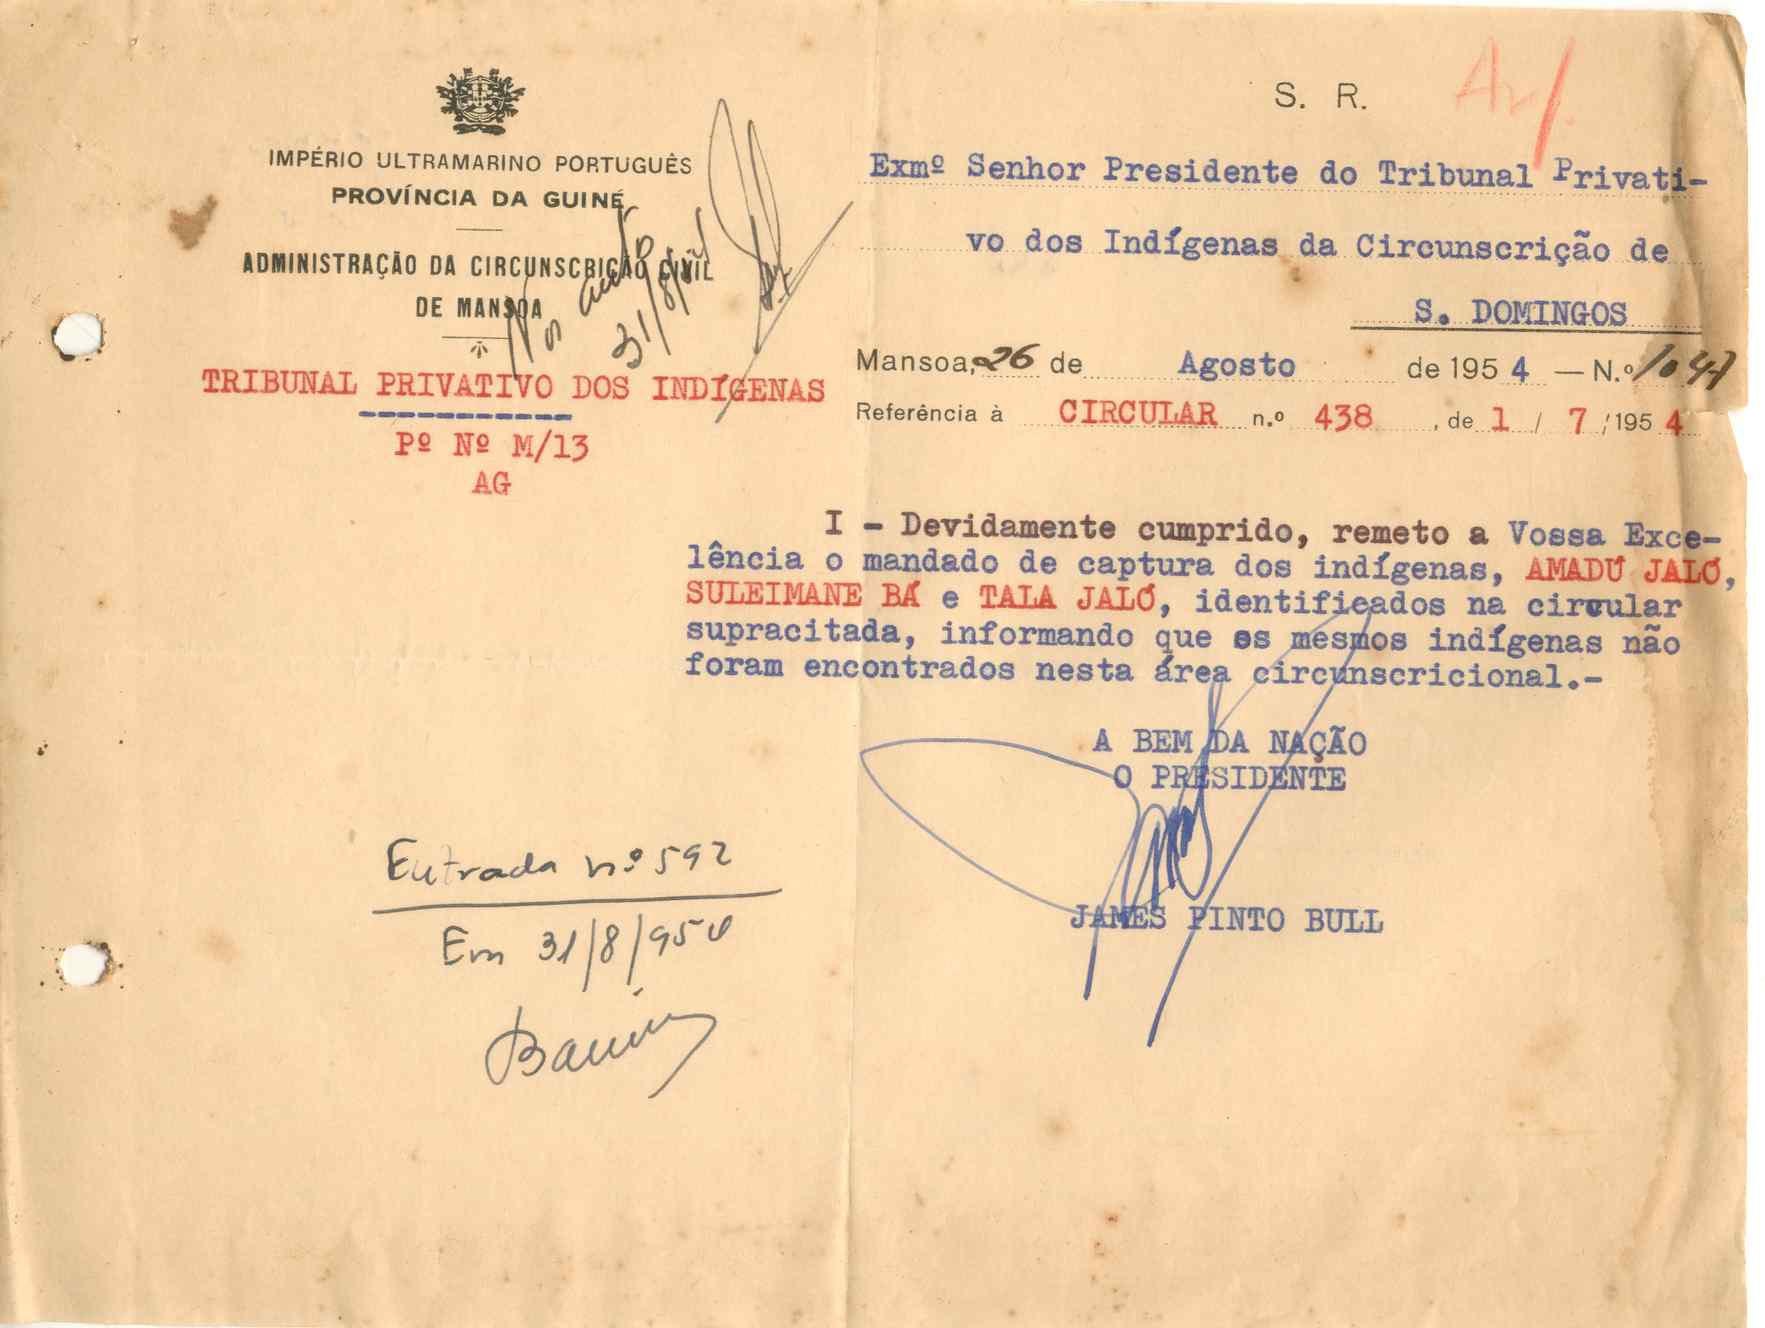 IMPÉRIO ULTRAMARINO PORTUGUÊS
PROVÍNCIA DA GUINÉ
ADMINISTRAÇÃO DA CIRCUNSCRIÇÃO CIVIL
DE MANSOA
TRIBUNAL PRIVATIVO DOS INDÍGENAS
Pº Nº M/13
AG
Nos autos
31/8/
S. R.
Exmº Senhor Presidente do Tribunal Privati-
vo dos Indígenas da Circunscrição de
S. DOMINGOS
Mansoa, 26 de Agosto de 1954 — N.º 1047
Referência à CIRCULAR n.º 438, de 1 / 7 / 1954
I - Devidamente cumprido, remeto a Vossa Exce-
lência o mandado de captura dos indígenas, AMADÚ JALÓ,
SULEIMANE BÁ e TALA JALÓ, identificados na circular
supracitada, informando que os mesmos indígenas não
foram encontrados nesta área circunscricional.-
A BEM DA NAÇÃO
O PRESIDENTE
JAMES PINTO BULL
Entrada nº 592
Em 31/8/954